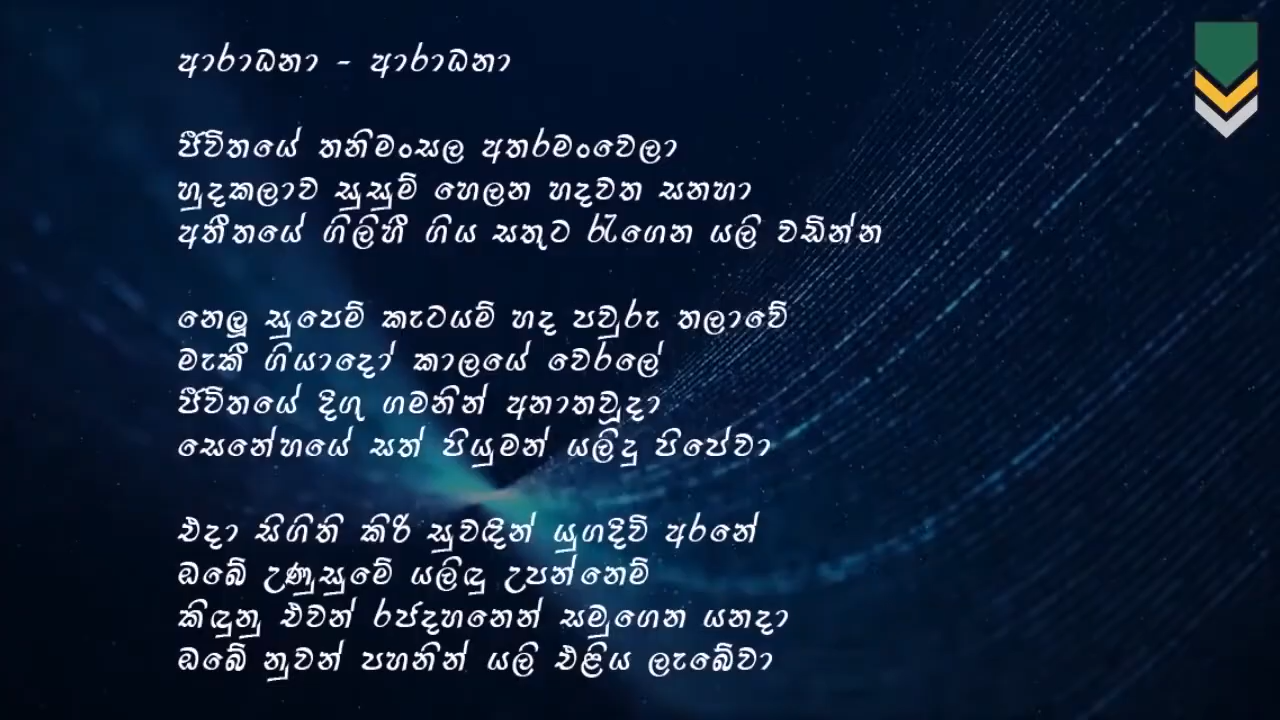 ආරාධනා - ආරාධනා
ජීවිතයේ තනිමංසල අතරමංවෙලා
හුදකලාව සුසුම් හෙලන හදවත සනහා
අතීතයේ ගිලිහී ගිය සතුට රැගෙන යලි වඩින්න
නෙලූ සුපෙම් කැටයම් හද පවුරු තලාවේ
මැකී ගියාදෝ කාලයේ වෙරලේ
ජීවිතයේ දිගු ගමනින් අනාතවූදා
සෙනේහයේ සත් පියුමන් යලිදු පිපේවා
එදා සිගිති කිරි සුවඳින් යුගදිවි අරනේ
ඔබේ උණුසුමේ යලිඳු උපන්නෙමි
කිඳුනු එවන් රජදහනෙන් සමුගෙන යනදා
ඔබේ නුවන් පහනින් යලි එළිය ලැබේවා